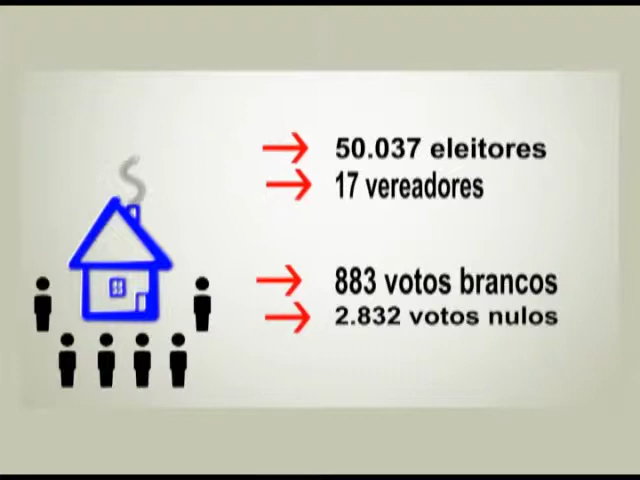 50.037 eleitores
17 vereadores
883 votos brancos
2.832 votos nulos